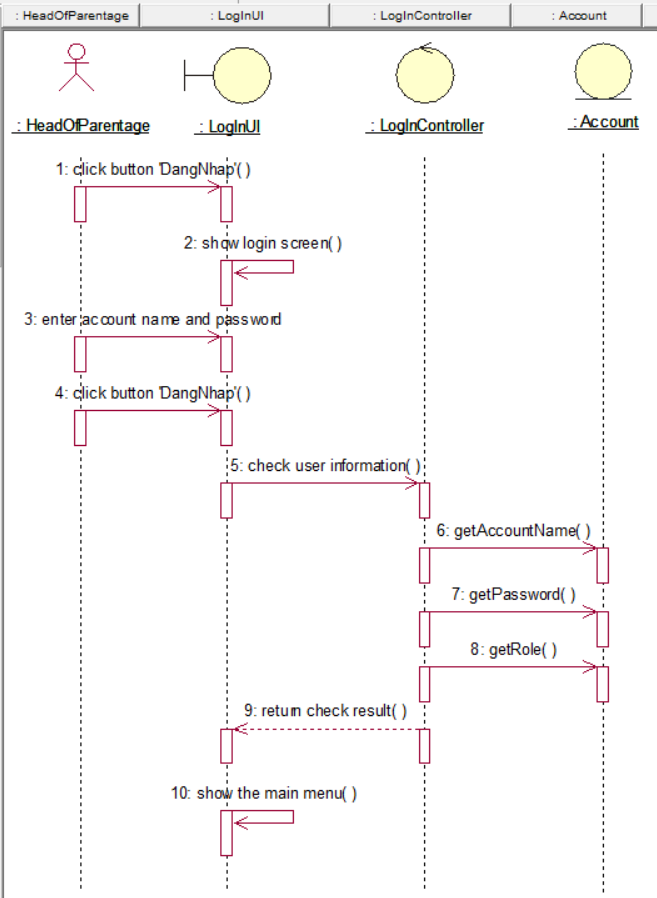 : HeadOfParentage : LogInUI : LogInController : Account
: HeadOfParentage : LogInUI : LogInController : Account
1: click button 'DangNhap'( )
2: show login screen( )
3: enter account name and password
4: click button 'DangNhap'( )
5: check user information( )
6: getAccountName( )
7: getPassword( )
8: getRole( )
9: return check result( )
10: show the main menu( )